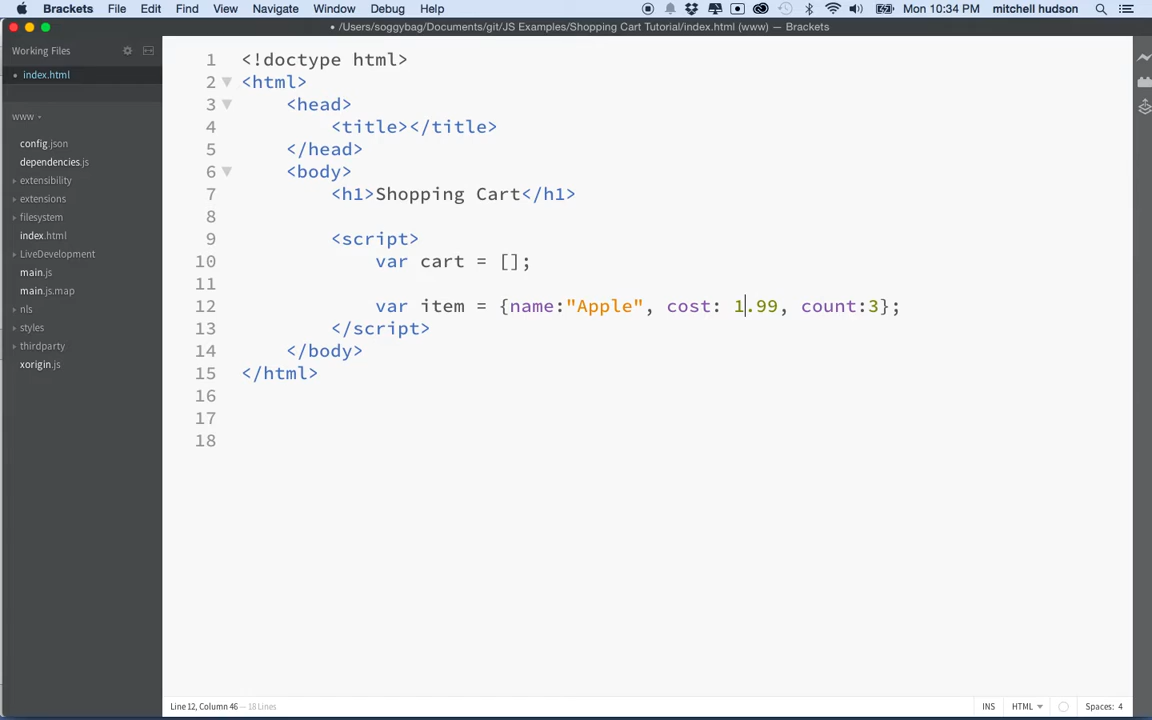 Brackets File Edit Find View Navigate Window Debug Help Mon 10:34 PM mitchell hudson
• /Users/soggybag/Documents/git/JS Examples/Shopping Cart Tutorial/index.html (www) — Brackets
Working Files
• index.html
www
config.json
dependencies.js
extensibility
extensions
filesystem
index.html
LiveDevelopment
main.js
main.js.map
nls
styles
thirdparty
xorigin.js
1 <!doctype html>
2 <html>
3 <head>
4 <title></title>
5 </head>
6 <body>
7 <h1>Shopping Cart</h1>
8
9 <script>
10 var cart = [];
11
12 var item = {name:"Apple", cost: 1.99, count:3};
13 </script>
14 </body>
15 </html>
16
17
18
Line 12, Column 46 — 18 Lines INS HTML Spaces: 4